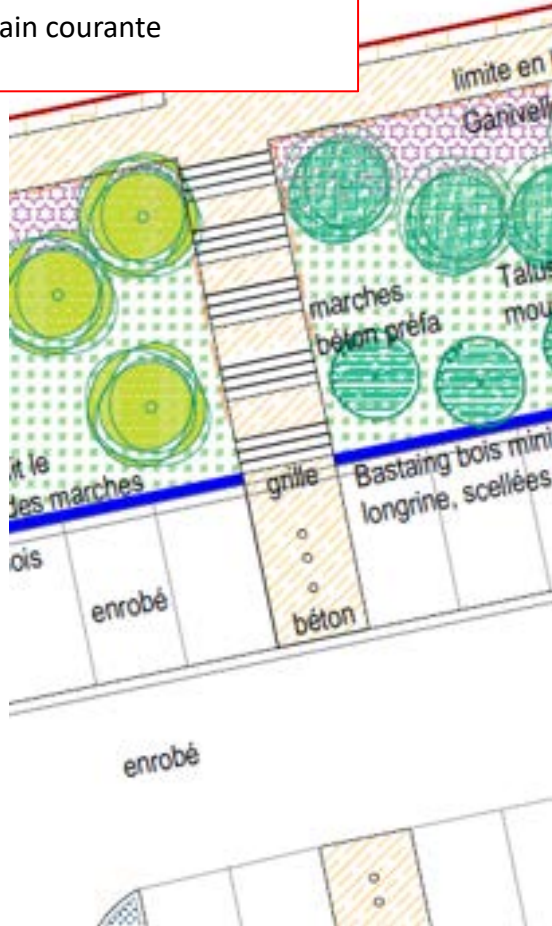 ain courante
limite en
Ganivell
Talus
mou
marches
béton préfa
it le
des marches
grille
Bastaing bois mini
longrine, scellées
ois
enrobé
béton
enrobé